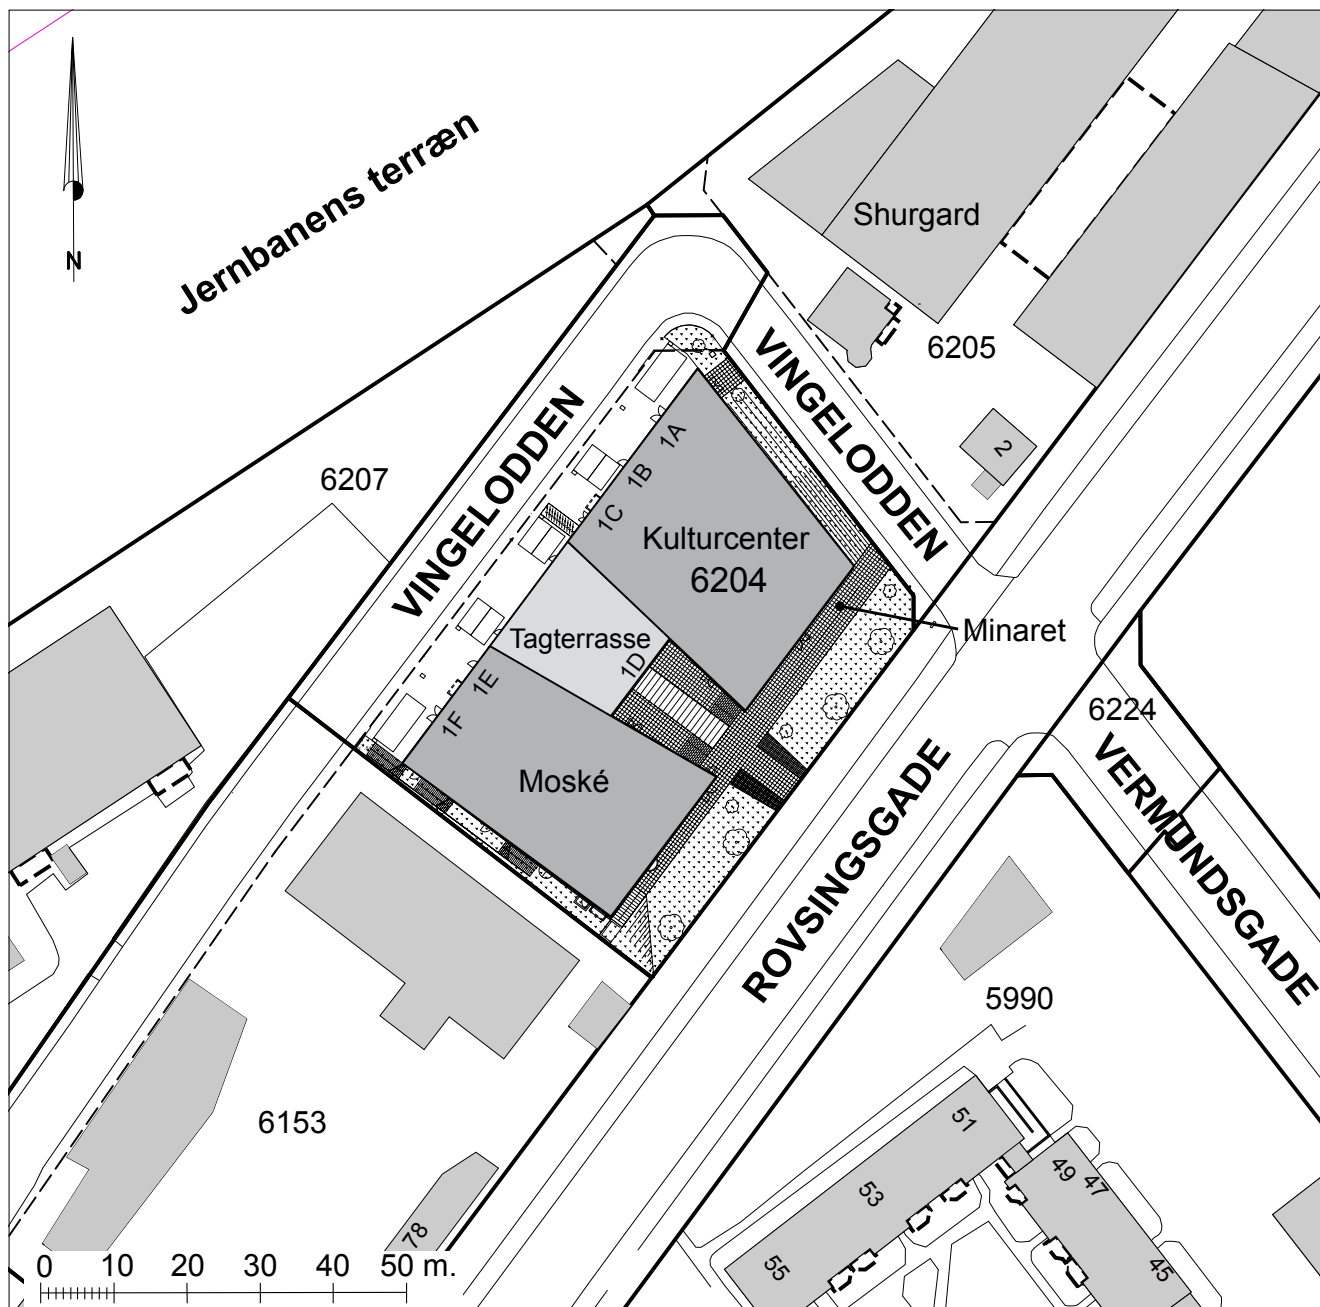 Jernbanens terræn
N
Shurgard
6205
VINGELODDEN
2
6207
VINGELODDEN
1A
1B
1C
Kulturcenter
6204
Minaret
Tagterrasse
1D
1E
1F
Moské
6224
VERMUNDSGADE
ROVSINGSGADE
5990
6153
51
49
47
53
45
55
78
0 10 20 30 40 50 m.